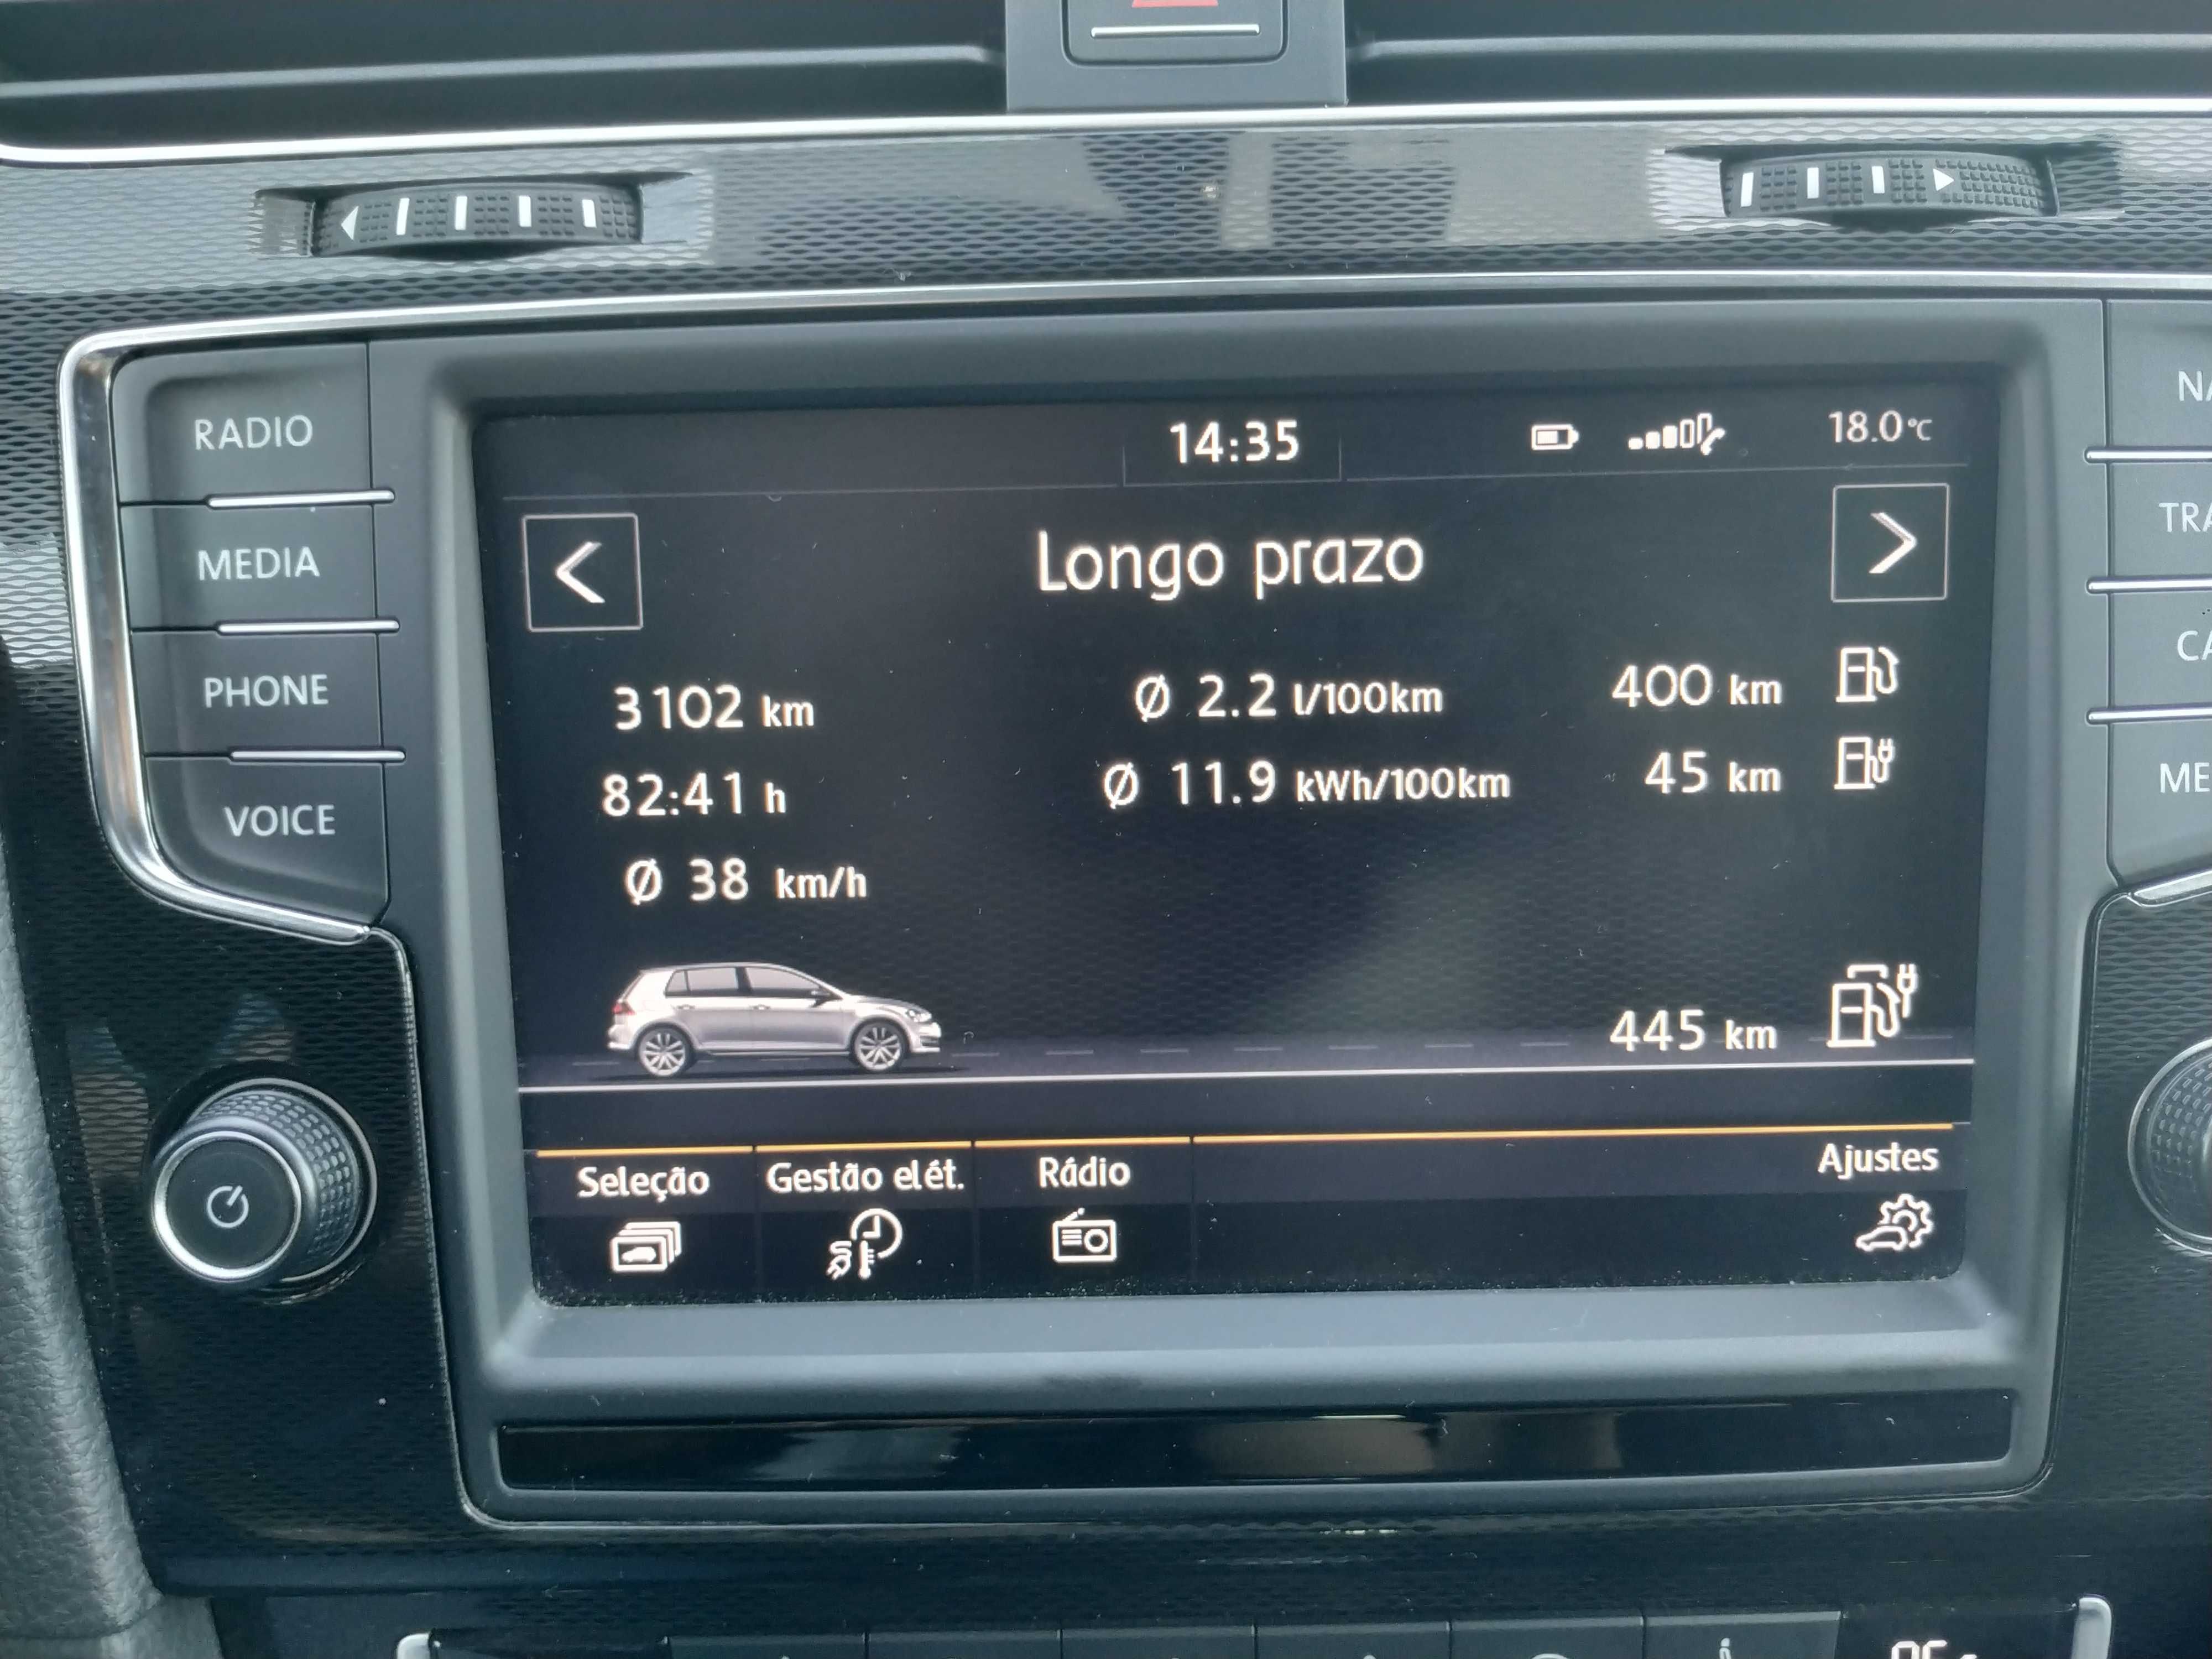 RADIO
MEDIA
PHONE
VOICE
14:35
18.0°C
Longo prazo
3102 km
Ø 2.2 l/100km
400 km
82:41 h
Ø 11.9 kWh/100km
45 km
Ø 38 km/h
445 km
Seleção
Gestão elét.
Rádio
Ajustes